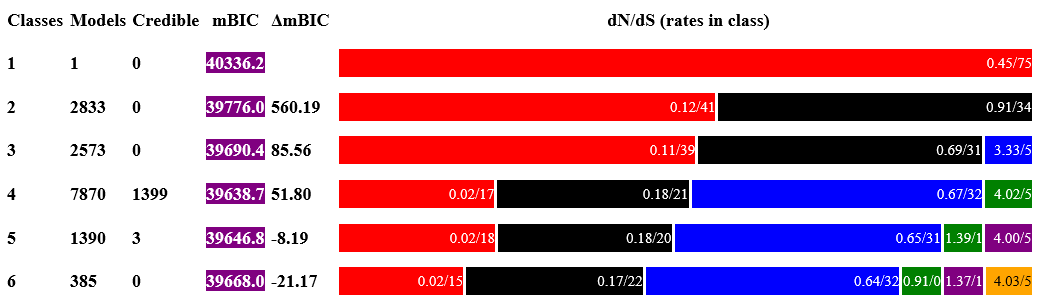 Classes Models Credible mBIC ΔmBIC dN/dS (rates in class)
1 1 0 40336.2 0.45/75
2 2833 0 39776.0 560.19 0.12/41 0.91/34
3 2573 0 39690.4 85.56 0.11/39 0.69/31 3.33/5
4 7870 1399 39638.7 51.80 0.02/17 0.18/21 0.67/32 4.02/5
5 1390 3 39646.8 -8.19 0.02/18 0.18/20 0.65/31 1.39/1 4.00/5
6 385 0 39668.0 -21.17 0.02/15 0.17/22 0.64/32 0.91/0 1.37/1 4.03/5